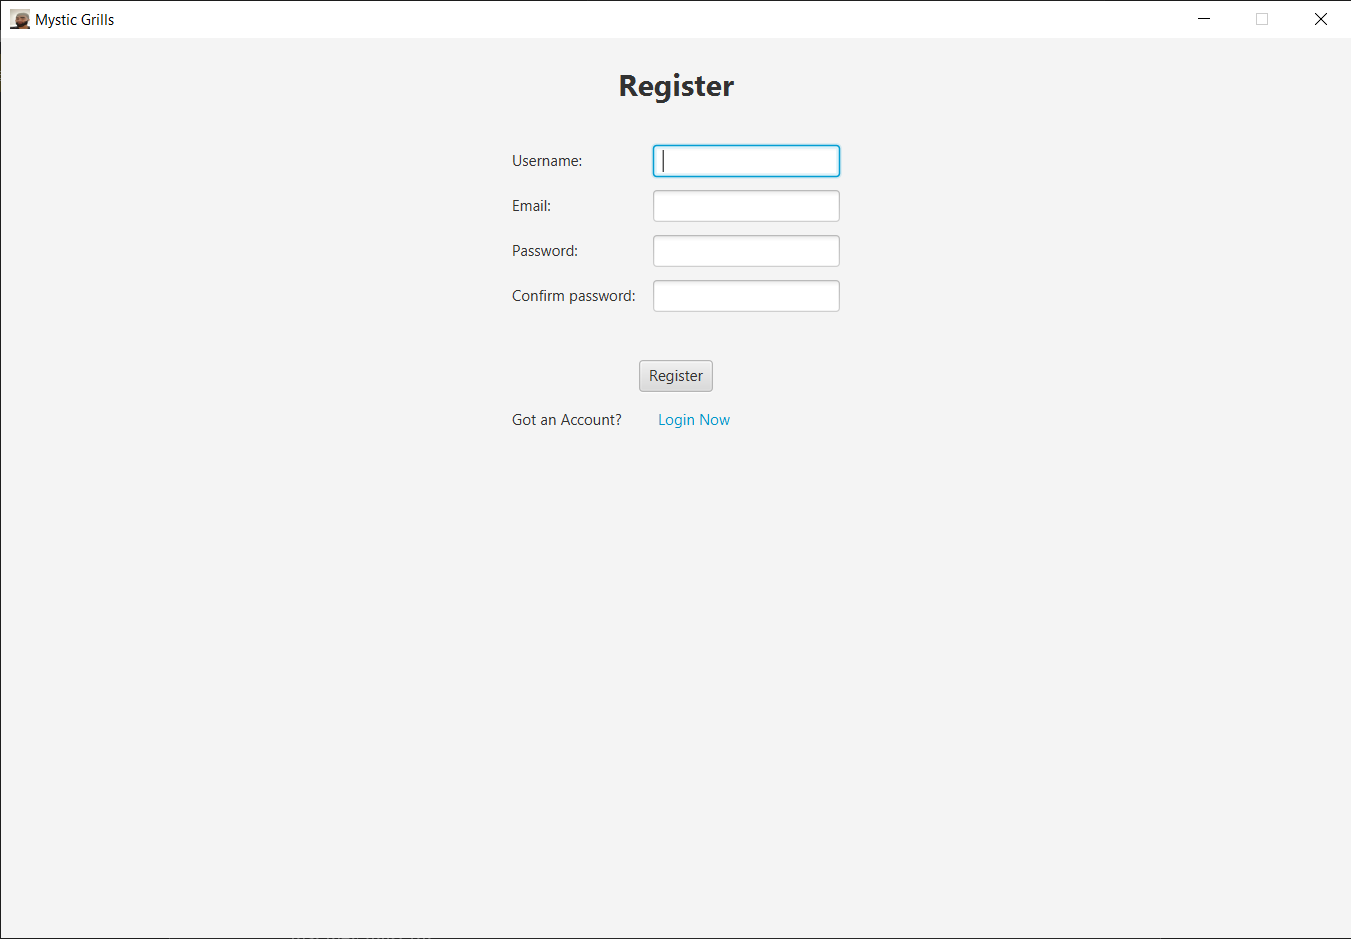 Mystic Grills
Register
Username:
Email:
Password:
Confirm password:
Register
Got an Account? Login Now